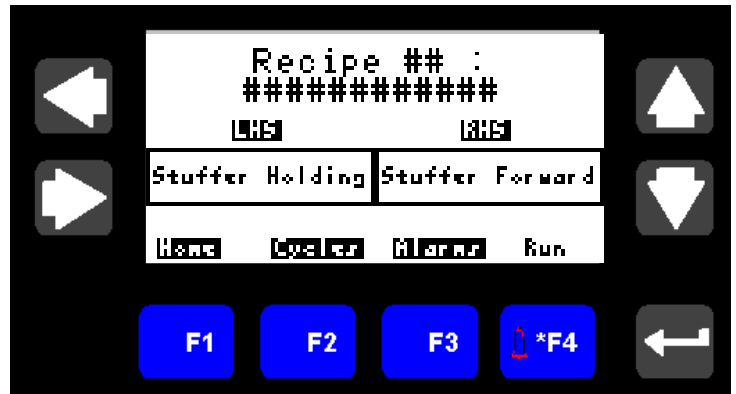 Recipe ## :
############
LHS RHS
Stuffer Holding Stuffer Forward
Home Cycles Alarms Run
F1 F2 F3 *F4